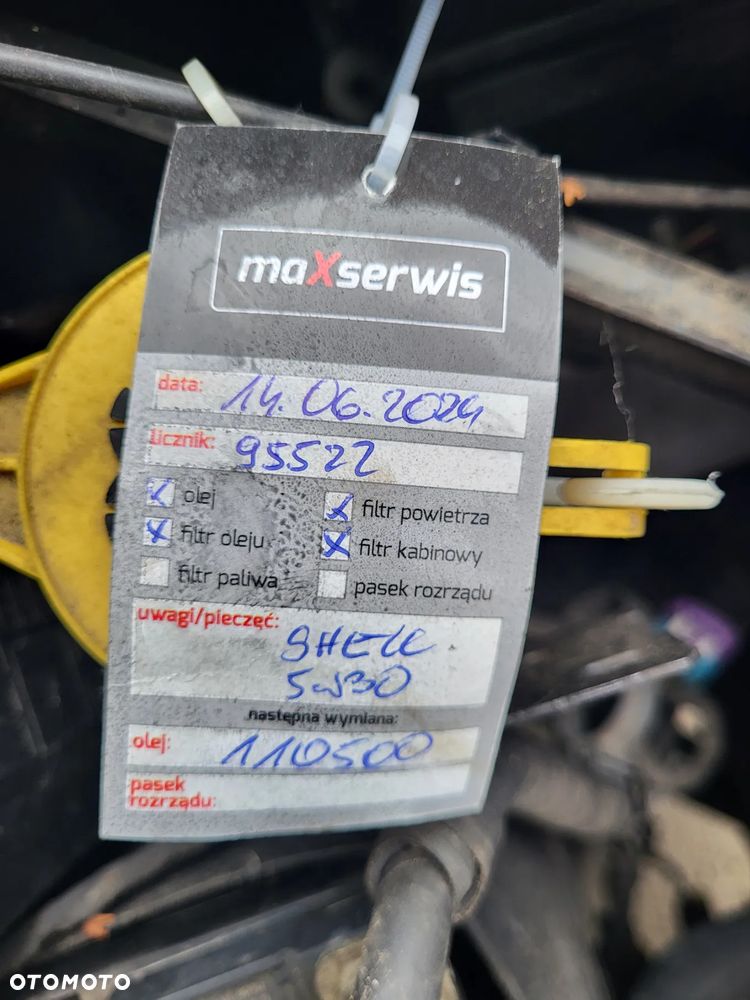 maXserwis
data: 14.06.2024
licznik: 95522
olej
filtr powietrza
filtr oleju
filtr kabinowy
filtr paliwa
pasek rozrządu
uwagi/pieczęć: SHELL
5W30
następna wymiana:
olej: 110500
pasek
rozrządu:
OTOMOTO